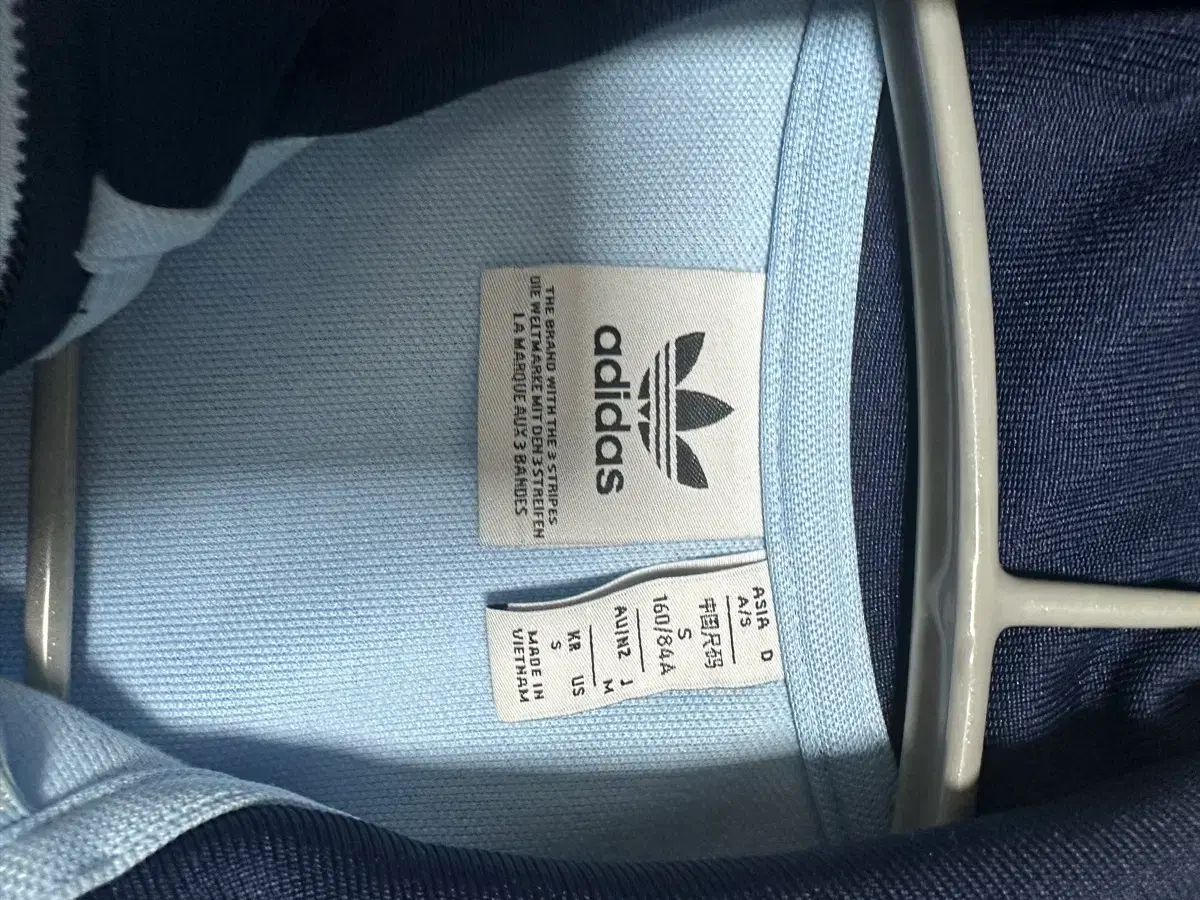 adidas
THE BRAND WITH THE 3 STRIPES
DIE WELTMARKE MIT DEN 3 STREIFEN
LA MARQUE AUX 3 BANDES
ASIA D
A/S
中国尺码
S
160/84A
AU/NZ J
M
KR US
S
MADE IN
VIETNAM